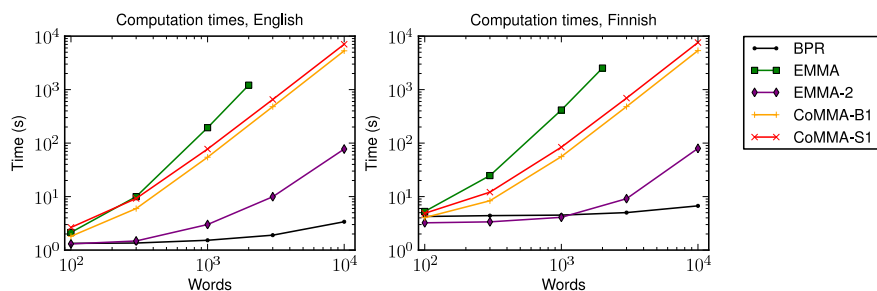 Computation times, English
Time (s)
10^4
10^3
10^2
10^1
10^0
10^2 10^3 10^4
Words
Computation times, Finnish
Time (s)
10^4
10^3
10^2
10^1
10^0
10^2 10^3 10^4
Words
BPR
EMMA
EMMA-2
CoMMA-B1
CoMMA-S1